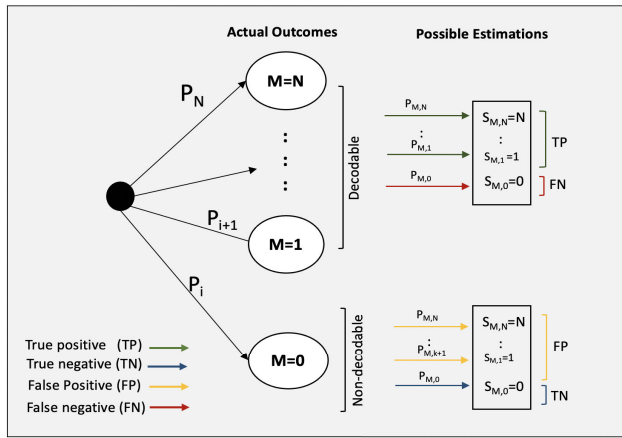 Actual Outcomes
Possible Estimations
M=N
P_N
P_{M,N}
S_{M,N}=N
⋮
⋮
P_{M,1}
S_{M,1}=1
TP
⋮
Decodable
P_{M,0}
S_{M,0}=0
FN
P_{i+1}
M=1
P_i
P_{M,N}
S_{M,N}=N
⋮
⋮
P_{M,k+1}
S_{M,1}=1
FP
M=0
Non-decodable
P_{M,0}
S_{M,0}=0
TN
True positive (TP)
True negative (TN)
False Positive (FP)
False negative (FN)